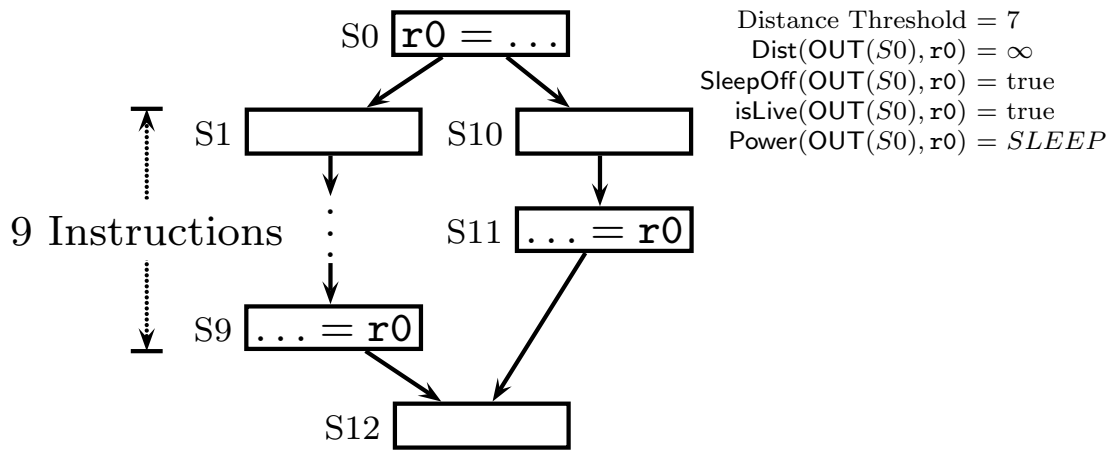 S0 r0 = ...
Distance Threshold = 7
Dist(OUT(S0), r0) = ∞
SleepOff(OUT(S0), r0) = true
isLive(OUT(S0), r0) = true
Power(OUT(S0), r0) = SLEEP
S1
S10
9 Instructions
S11 ... = r0
S9 ... = r0
S12